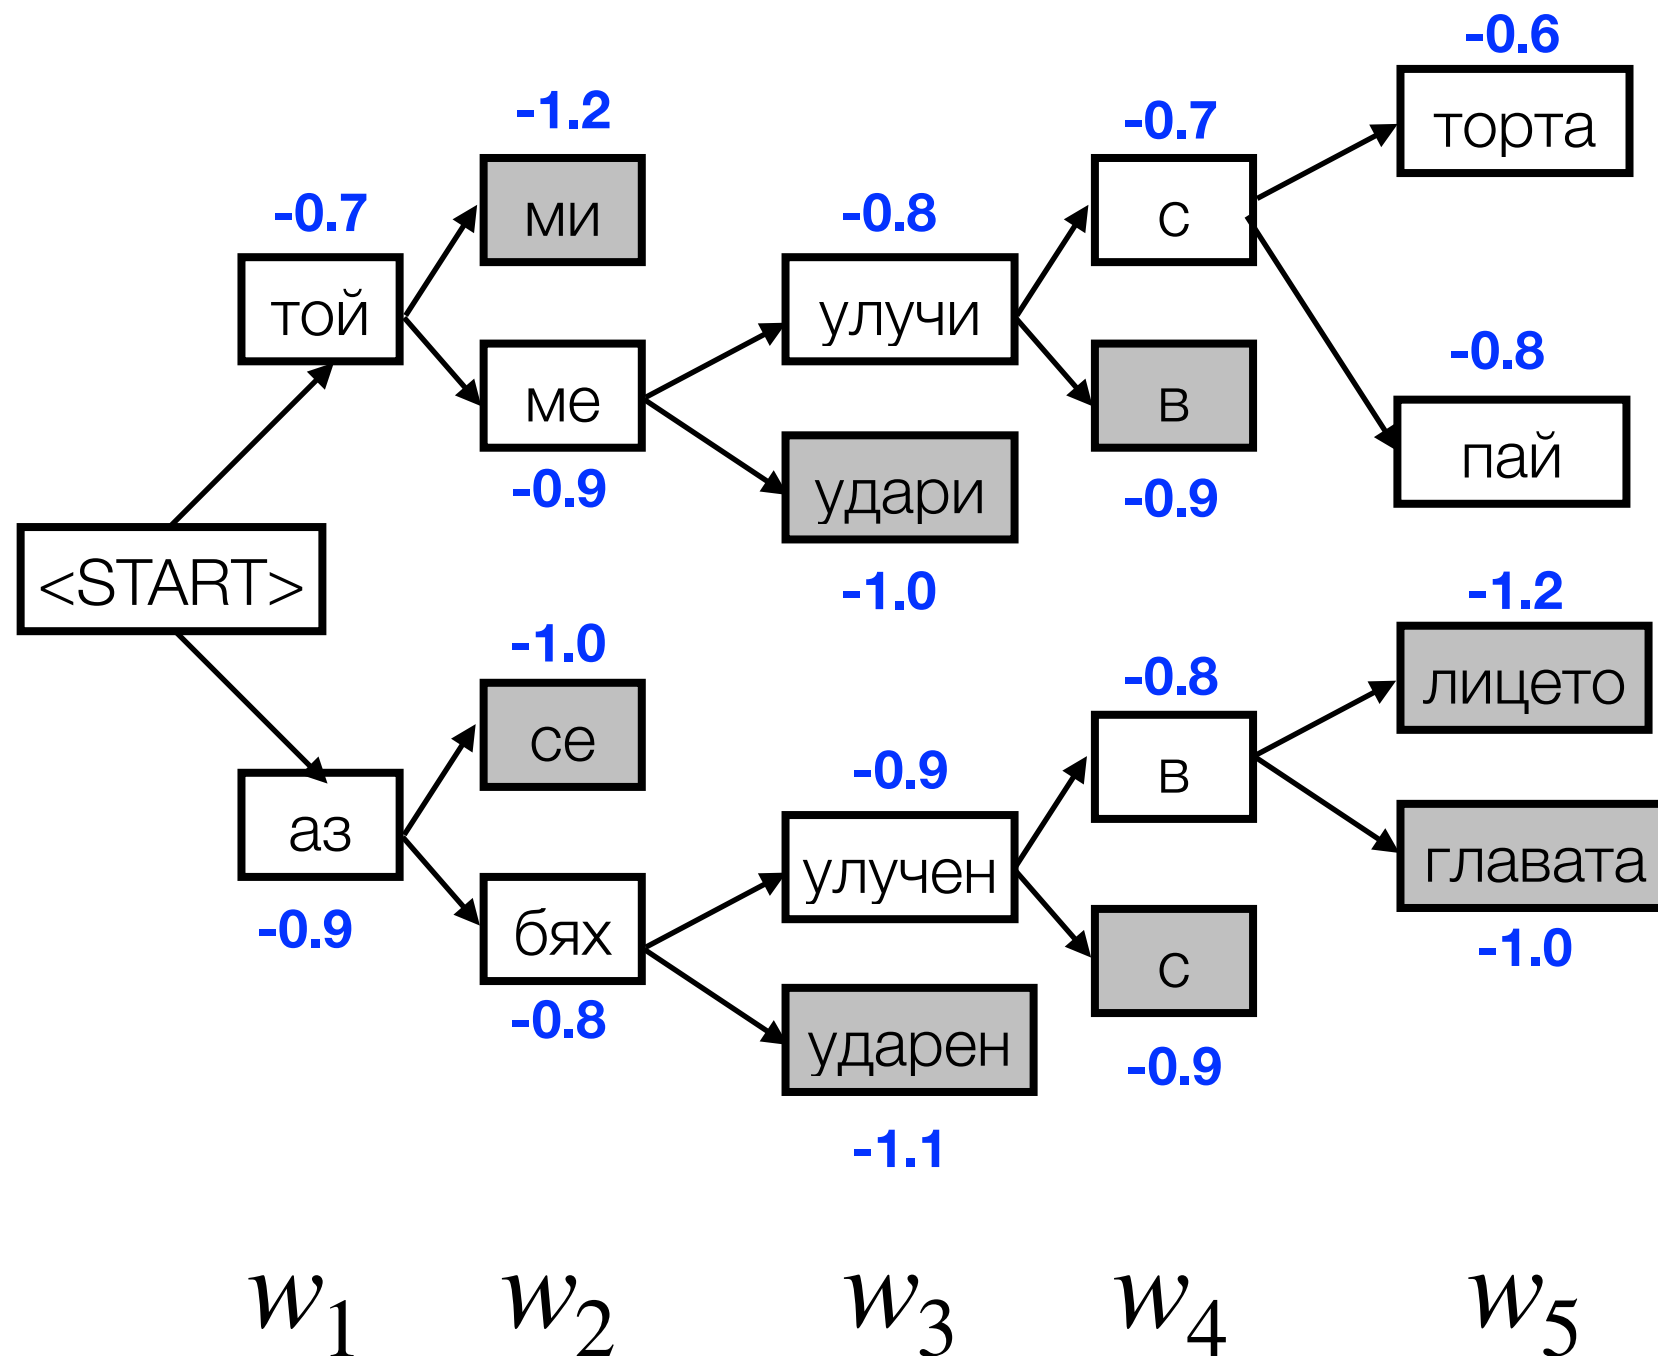 -0.6
-1.2
-0.7
торта
ми
-0.7
-0.8
с
той
улучи
-0.8
ме
в
пай
-0.9
удари
-0.9
<START>
-1.0
-1.2
-1.0
-0.8
лицето
се
-0.9
в
аз
улучен
главата
-0.9
бях
с
-1.0
-0.8
ударен
-0.9
-1.1
w1 w2 w3 w4 w5